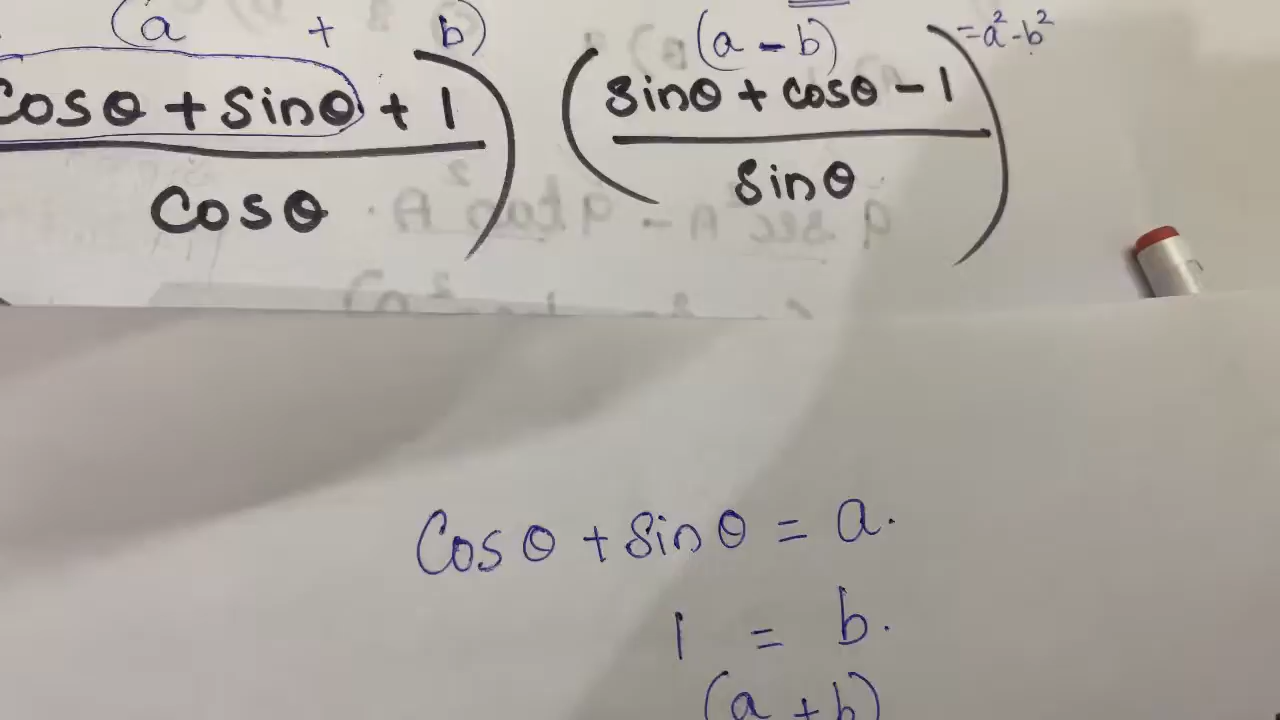 (a + b) (a - b) = a² - b²
cosθ + sinθ + 1 sinθ + cosθ - 1
cosθ sinθ
cosθ + sinθ = a.
1 = b.
(a + b)